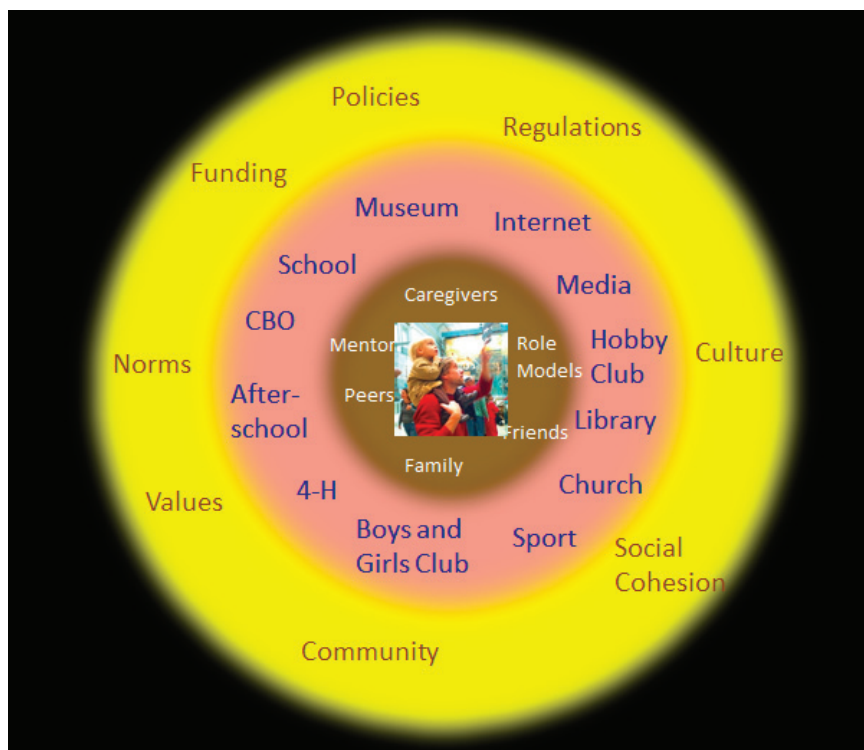 Policies
Regulations
Funding
Museum
Internet
School
Media
Caregivers
CBO
Mentor
Role
Models
Hobby
Club
Culture
Norms
Peers
After-
school
Library
Friends
Family
4-H
Church
Values
Boys and
Girls Club
Sport
Social
Cohesion
Community